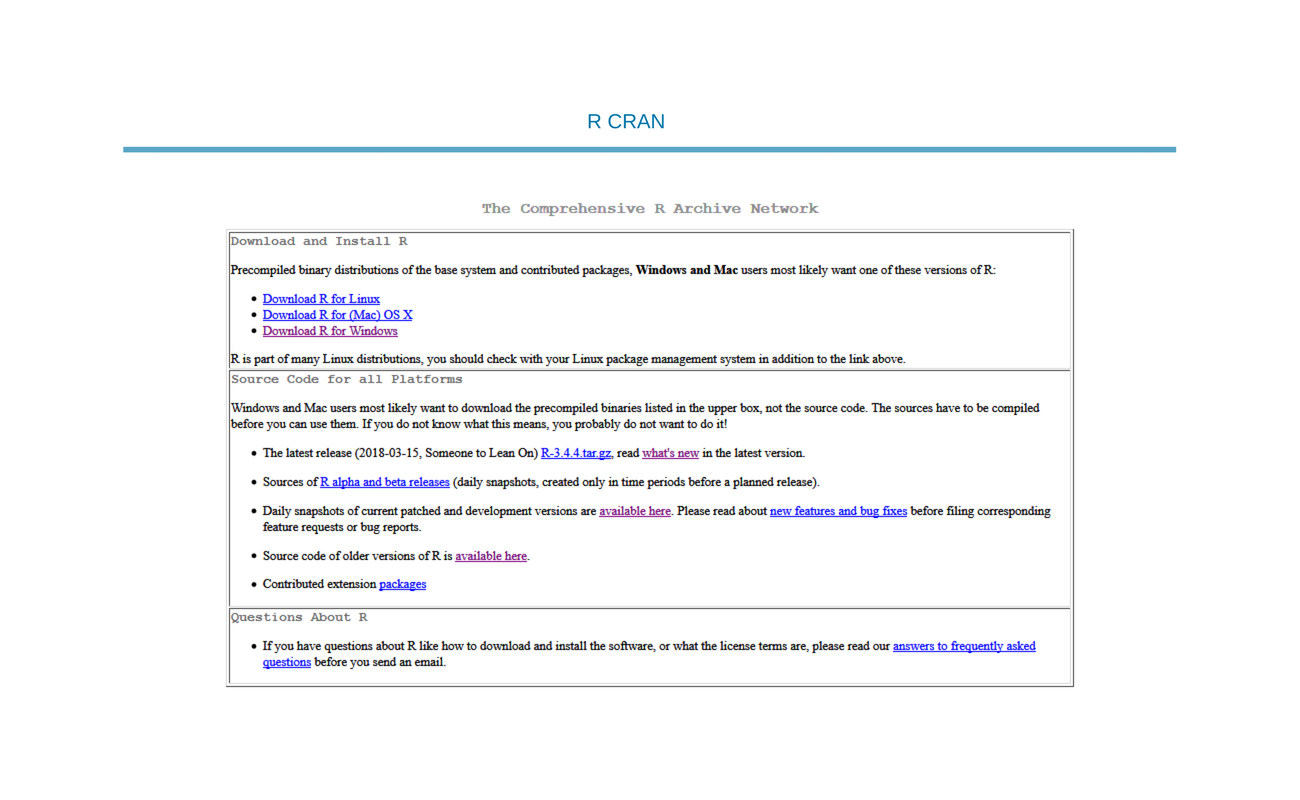 R CRAN
The Comprehensive R Archive Network
Download and Install R
Precompiled binary distributions of the base system and contributed packages, Windows and Mac users most likely want one of these versions of R:
• Download R for Linux
• Download R for (Mac) OS X
• Download R for Windows
R is part of many Linux distributions, you should check with your Linux package management system in addition to the link above.
Source Code for all Platforms
Windows and Mac users most likely want to download the precompiled binaries listed in the upper box, not the source code. The sources have to be compiled
before you can use them. If you do not know what this means, you probably do not want to do it!
• The latest release (2018-03-15, Someone to Lean On) R-3.4.4.tar.gz, read what's new in the latest version.
• Sources of R alpha and beta releases (daily snapshots, created only in time periods before a planned release).
• Daily snapshots of current patched and development versions are available here. Please read about new features and bug fixes before filing corresponding
feature requests or bug reports.
• Source code of older versions of R is available here.
• Contributed extension packages
Questions About R
• If you have questions about R like how to download and install the software, or what the license terms are, please read our answers to frequently asked
questions before you send an email.